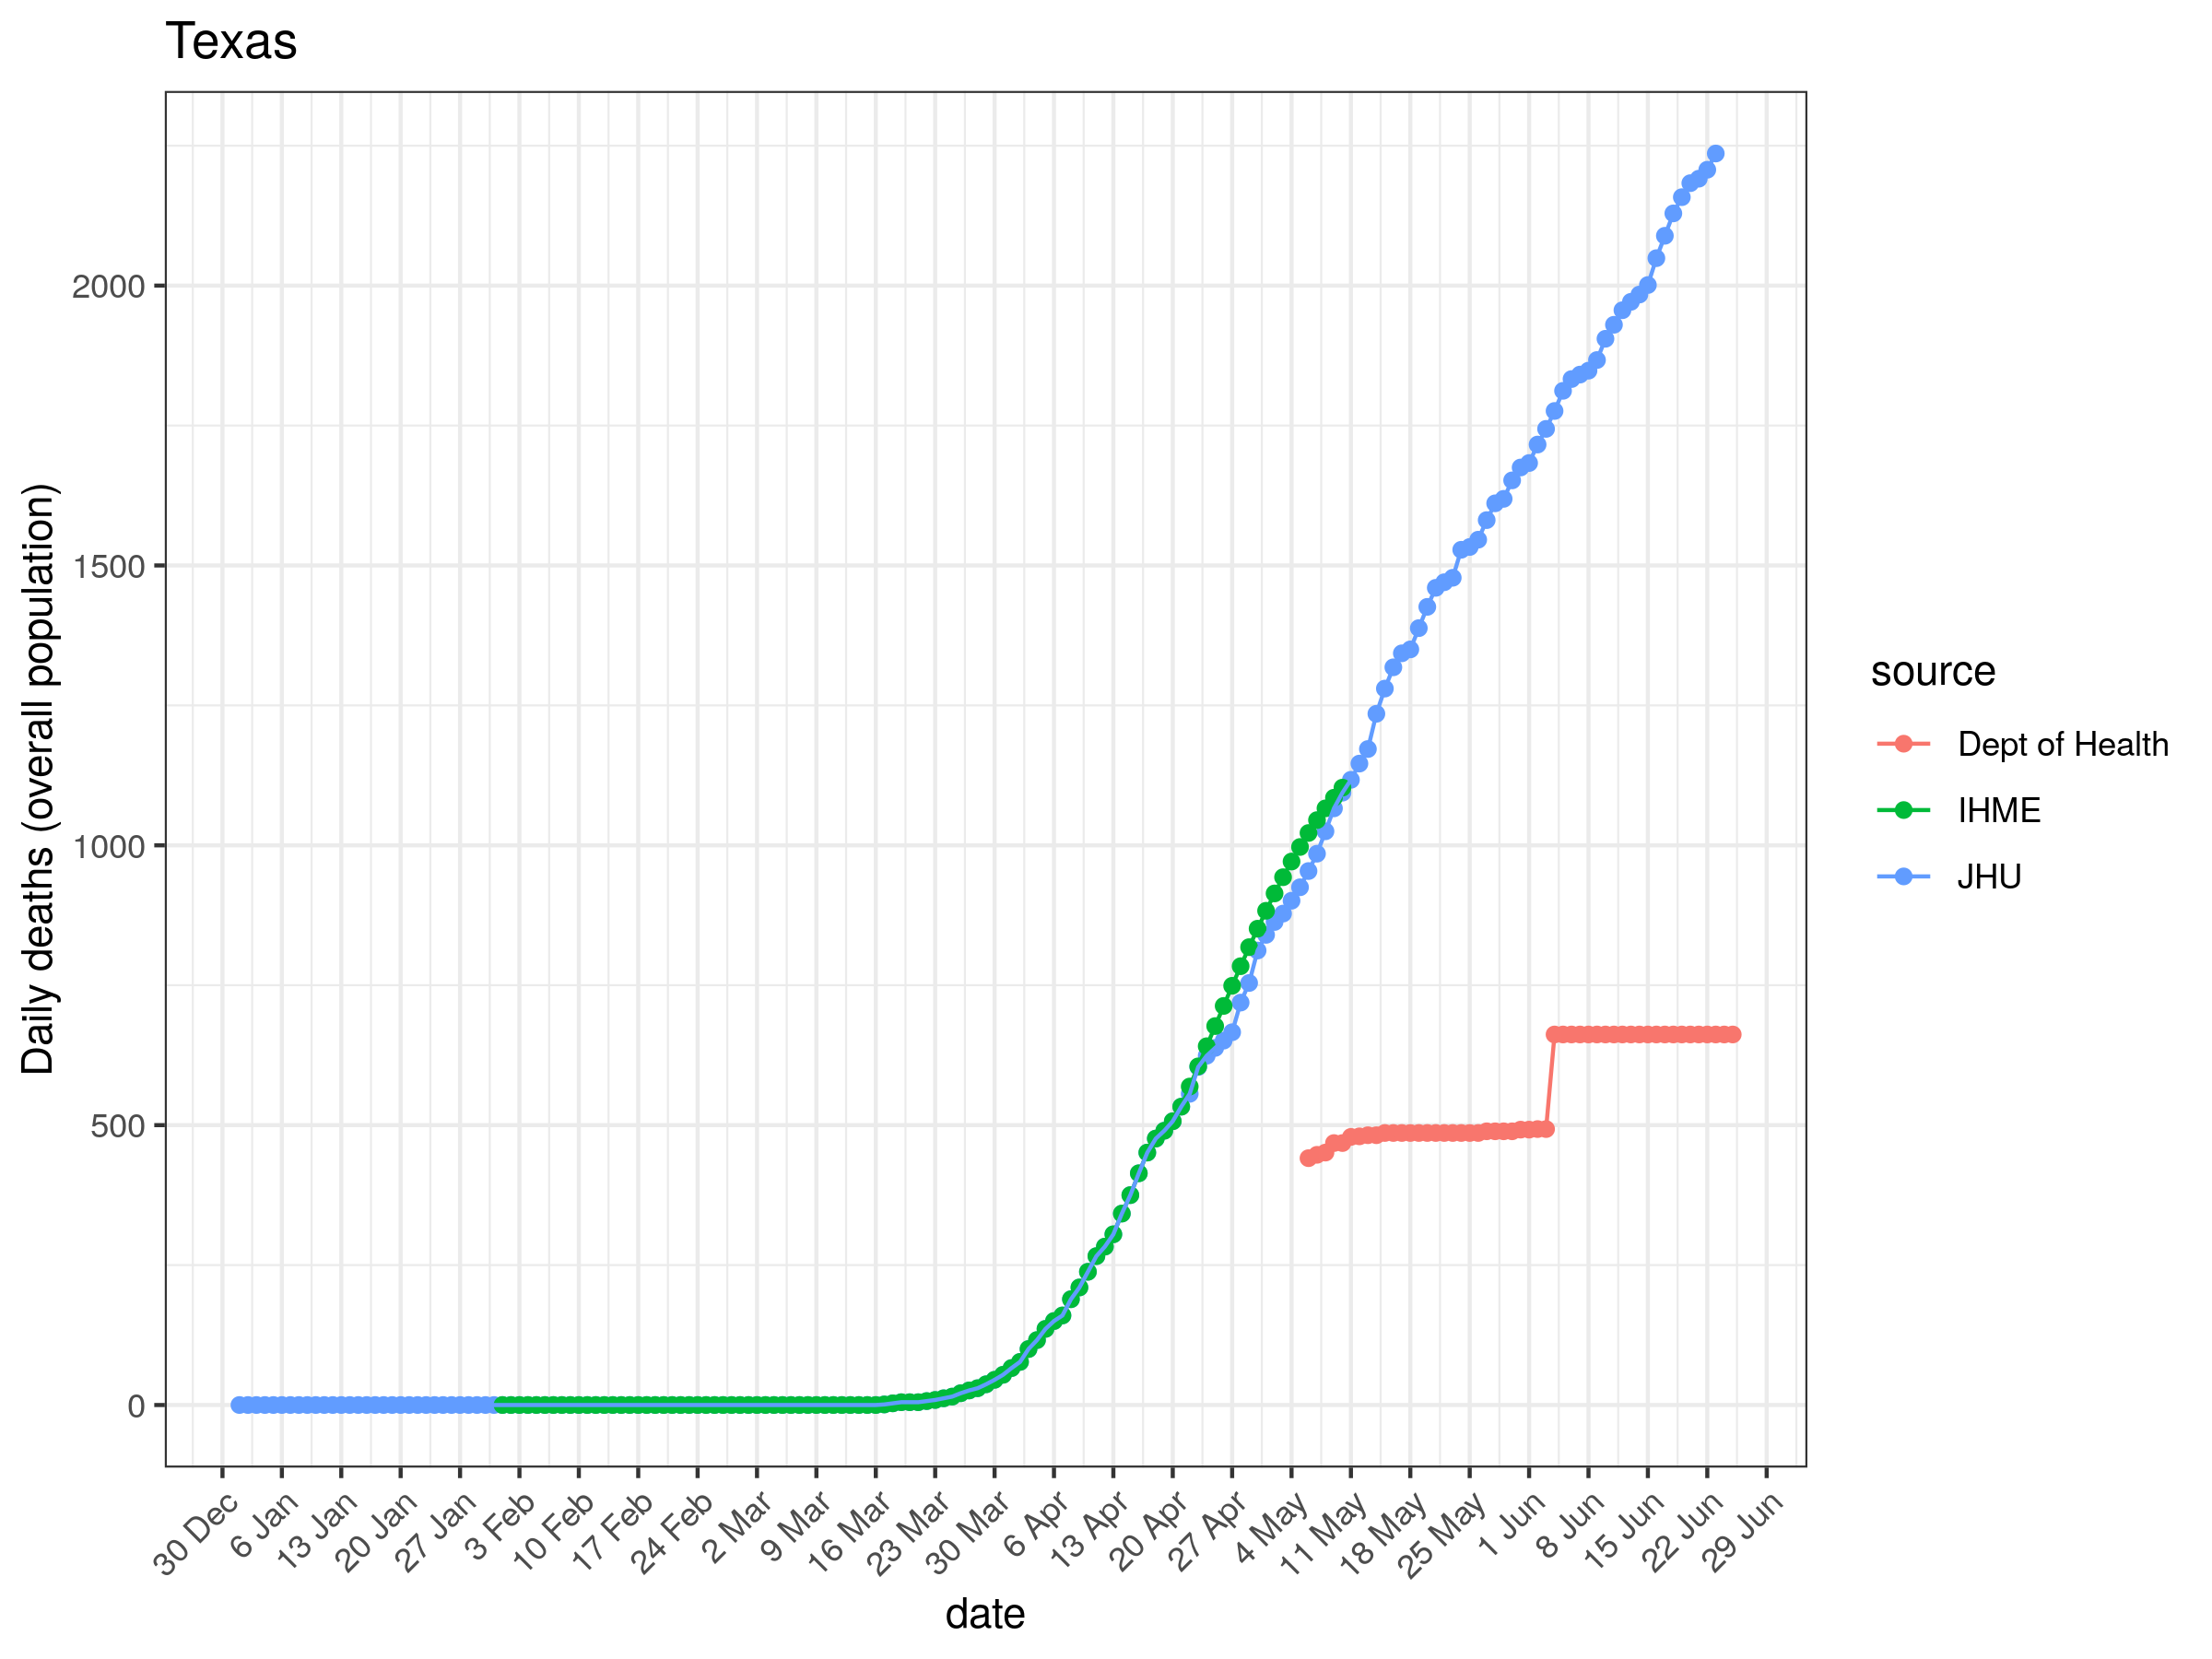 Texas
Daily deaths (overall population)
2000
1500
1000
500
0
30 Dec
6 Jan
13 Jan
20 Jan
27 Jan
3 Feb
10 Feb
17 Feb
24 Feb
2 Mar
9 Mar
16 Mar
23 Mar
30 Mar
6 Apr
13 Apr
20 Apr
27 Apr
4 May
11 May
18 May
25 May
1 Jun
8 Jun
15 Jun
22 Jun
29 Jun
date
source
Dept of Health
IHME
JHU